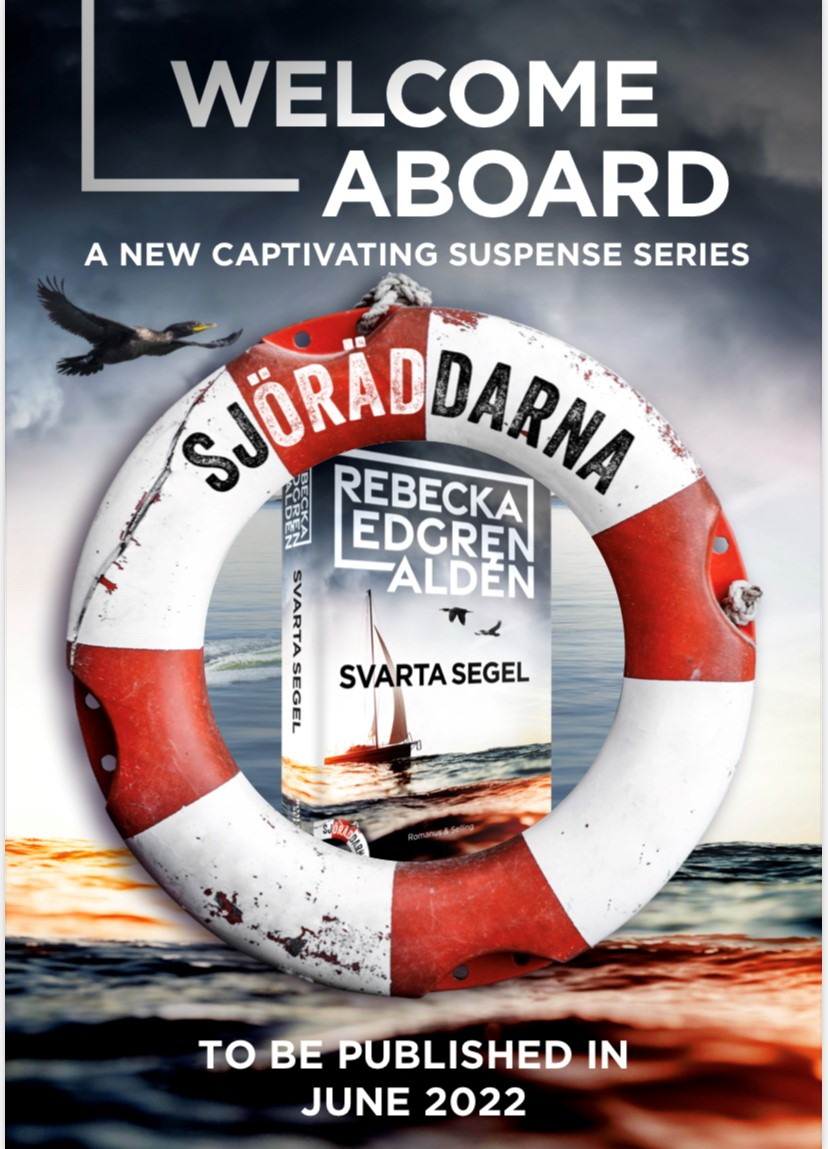 WELCOME
ABOARD
A NEW CAPTIVATING SUSPENSE SERIES
SJÖRÄDDARNA
REBECKA
EDGREN
ALDÉN
REBECKA
EDGREN
ALDÉN
SVARTA SEGEL
SVARTA SEGEL
Romanus & Selling
TO BE PUBLISHED IN
JUNE 2022